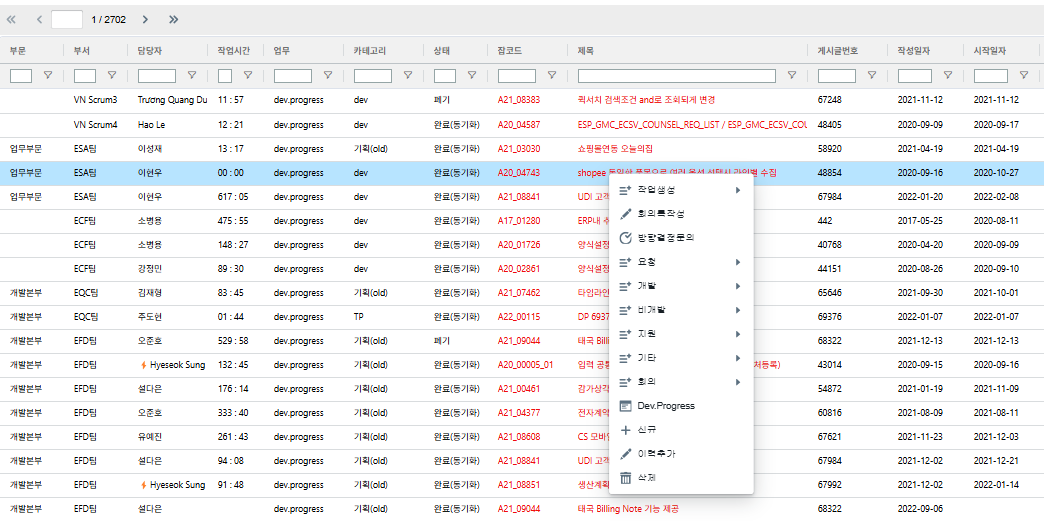 1 / 2702
부문 부서 담당자 작업시간 업무 카테고리 상태 잡코드 제목 게시글번호 작성일자 시작일자
VN Scrum3 Trương Quang Du 11 : 57 dev.progress dev 폐기 A21_08383 퀵서치 검색조건 and로 조회되게 변경 67248 2021-11-12 2021-11-12
VN Scrum4 Hao Le 12 : 21 dev.progress dev 완료(동기화) A20_04587 ESP_GMC_ECSV_COUNSEL_REQ_LIST / ESP_GMC_ECSV_COU 48405 2020-09-09 2020-09-17
업무부문 ESA팀 이성재 13 : 17 dev.progress 기획(old) 완료(동기화) A21_03030 쇼핑몰연동 오늘의집 58920 2021-04-19 2021-04-19
업무부문 ESA팀 이현우 00 : 00 dev.progress dev 완료(동기화) A20_04743 shopee 동일한 품목으로 여러 옵션 선택시 라인별 수집 48854 2020-09-16 2020-10-27
업무부문 ESA팀 이현우 617 : 05 dev.progress dev 완료(동기화) A21_08841 UDI 고객 67984 2022-01-20 2022-02-08
ECF팀 소병용 475 : 55 dev.progress dev 완료(동기화) A17_01280 ERP내 442 2017-05-25 2020-08-11
ECF팀 소병용 148 : 27 dev.progress dev 완료(동기화) A20_01726 양식설정 40768 2020-04-20 2020-09-09
ECF팀 강정민 89 : 30 dev.progress dev 완료(동기화) A20_02861 양식설정 44151 2020-08-26 2020-09-10
개발본부 EQC팀 김재형 83 : 45 dev.progress 기획(old) 완료(동기화) A21_07462 타임라인 65646 2021-09-30 2021-10-01
개발본부 EQC팀 주도현 01 : 44 dev.progress TP 완료(동기화) A22_00115 DP 6937 69376 2022-01-07 2022-01-07
개발본부 EFD팀 오준호 529 : 58 dev.progress 기획(old) 폐기 A21_09044 태국 Billi 68322 2021-12-13 2021-12-13
개발본부 EFD팀 Hyeseok Sung 132 : 45 dev.progress 기획(old) 완료(동기화) A20_00005_01 입력 공통 처등록) 43014 2020-09-15 2020-09-16
개발본부 EFD팀 설다은 176 : 14 dev.progress 기획(old) 완료(동기화) A21_00461 감가상각 54872 2021-01-19 2021-11-09
개발본부 EFD팀 오준호 333 : 40 dev.progress 기획(old) 완료(동기화) A21_04377 전자계약 60816 2021-08-09 2021-08-11
개발본부 EFD팀 유예진 261 : 43 dev.progress 기획(old) 완료(동기화) A21_08608 CS 모바일 67621 2021-11-23 2021-12-03
개발본부 EFD팀 설다은 94 : 08 dev.progress 기획(old) 완료(동기화) A21_08841 UDI 고객 67984 2021-12-02 2021-12-21
개발본부 EFD팀 Hyeseok Sung 91 : 48 dev.progress 기획(old) 완료(동기화) A21_08851 생산계획 67992 2021-12-02 2022-01-14
개발본부 EFD팀 설다은 dev.progress 기획(old) 완료(동기화) A21_09044 태국 Billing Note 기능 제공 68322 2022-09-06
작업생성
회의록작성
방향결정문의
요청
개발
비개발
지원
기타
회의
Dev.Progress
신규
이력추가
삭제